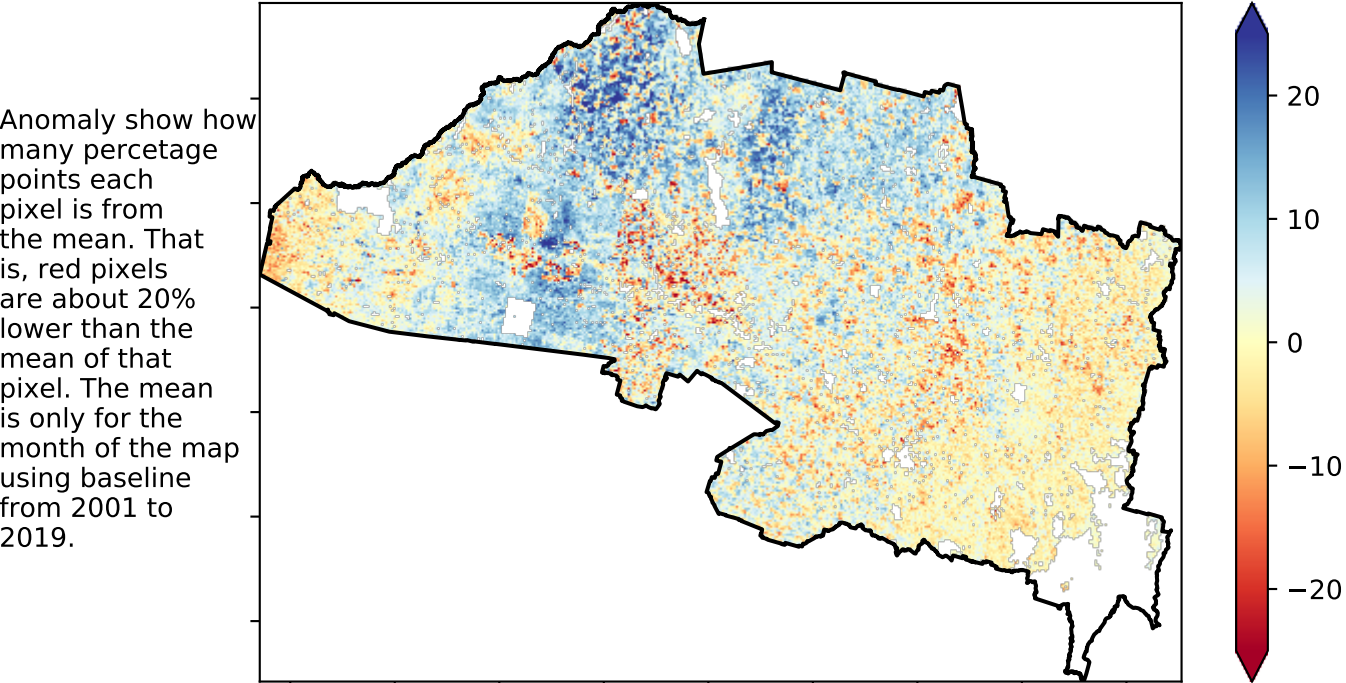 Anomaly show how
many percetage
points each
pixel is from
the mean. That
is, red pixels
are about 20%
lower than the
mean of that
pixel. The mean
is only for the
month of the map
using baseline
from 2001 to
2019.
20
10
0
−10
−20